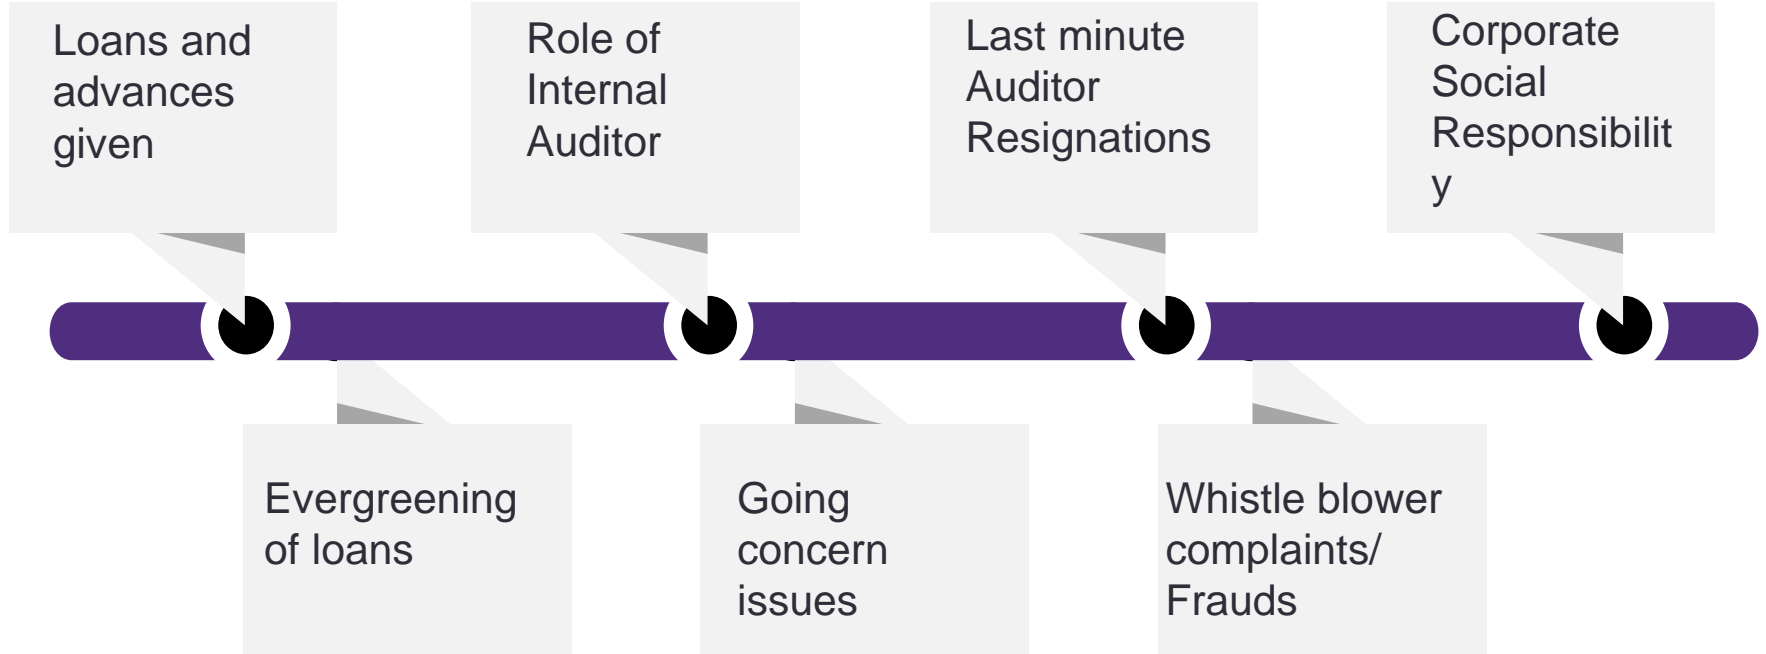 Loans and
advances
given
Role of
Internal
Auditor
Last minute
Auditor
Resignations
Corporate
Social
Responsibilit
y
Evergreening
of loans
Going
concern
issues
Whistle blower
complaints/
Frauds